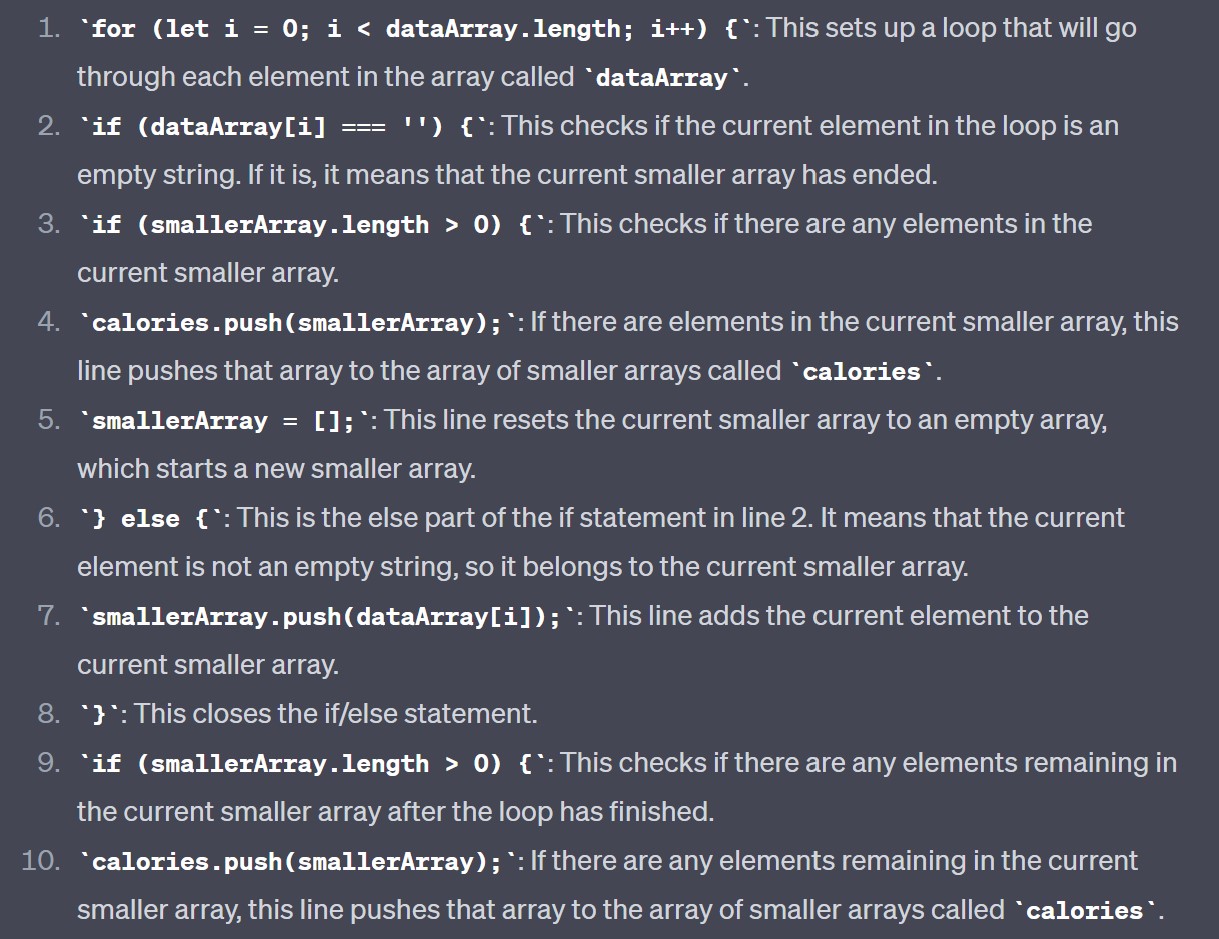 1. `for (let i = 0; i < dataArray.length; i++) {`: This sets up a loop that will go
through each element in the array called `dataArray`.
2. `if (dataArray[i] === '') {`: This checks if the current element in the loop is an
empty string. If it is, it means that the current smaller array has ended.
3. `if (smallerArray.length > 0) {`: This checks if there are any elements in the
current smaller array.
4. `calories.push(smallerArray);`: If there are elements in the current smaller array, this
line pushes that array to the array of smaller arrays called `calories`.
5. `smallerArray = [];`: This line resets the current smaller array to an empty array,
which starts a new smaller array.
6. `} else {`: This is the else part of the if statement in line 2. It means that the current
element is not an empty string, so it belongs to the current smaller array.
7. `smallerArray.push(dataArray[i]);`: This line adds the current element to the
current smaller array.
8. `}`: This closes the if/else statement.
9. `if (smallerArray.length > 0) {`: This checks if there are any elements remaining in
the current smaller array after the loop has finished.
10. `calories.push(smallerArray);`: If there are any elements remaining in the current
smaller array, this line pushes that array to the array of smaller arrays called `calories`.